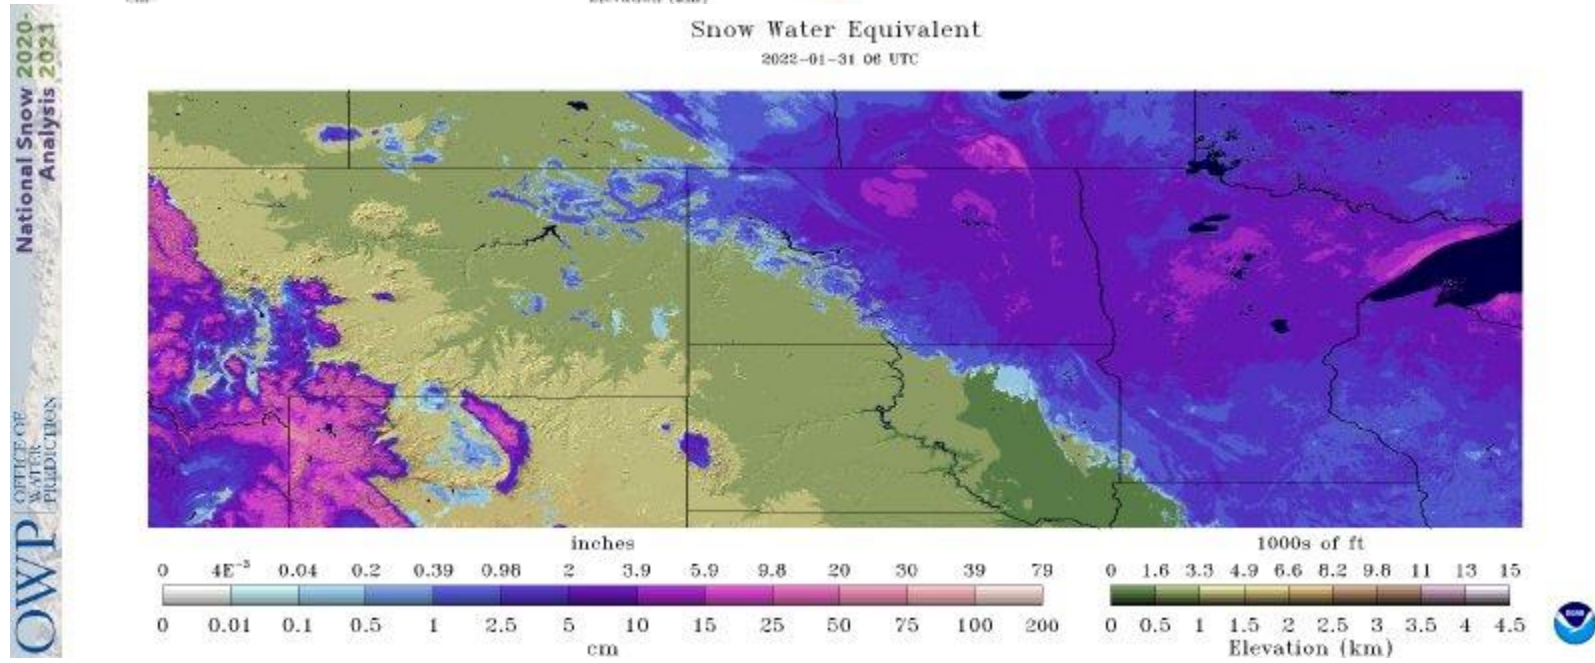 Snow Water Equivalent
2022-01-31 06 UTC
National Snow 2020-
Analysis 2021
OWP OFFICE OF
WATER
PREDICTION
inches
0 0.04 0.2 0.39 0.98 2 3.9 5.9 9.8 20 30 39 79
0 0.01 0.1 0.5 1 2.5 5 10 15 25 50 75 100 200
cm
1000s of ft
0 1.6 3.3 4.9 6.6 8.2 9.8 11 13 15
0 0.5 1 1.5 2 2.5 3 3.5 4 4.5
Elevation (km)